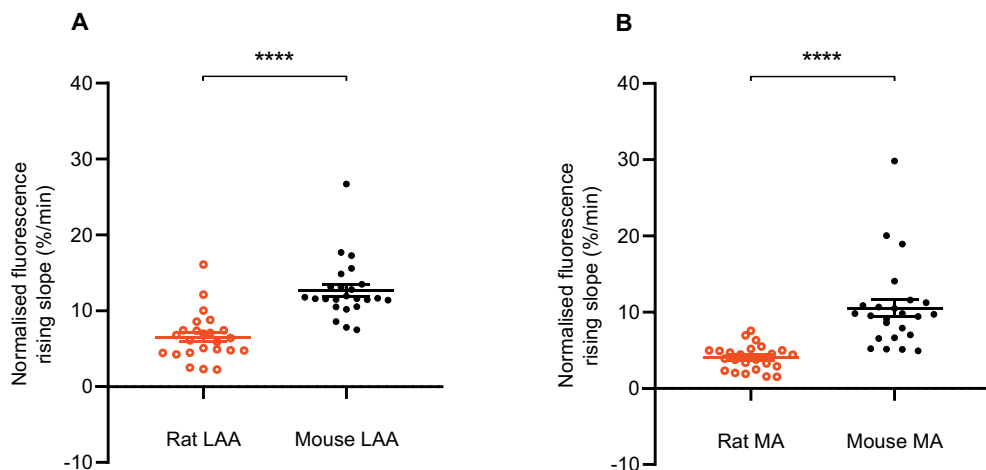 A
****
40
30
20
10
0
-10
Normalised fluorescence
rising slope (%/min)
Rat LAA
Mouse LAA
B
****
40
30
20
10
0
-10
Normalised fluorescence
rising slope (%/min)
Rat MA
Mouse MA